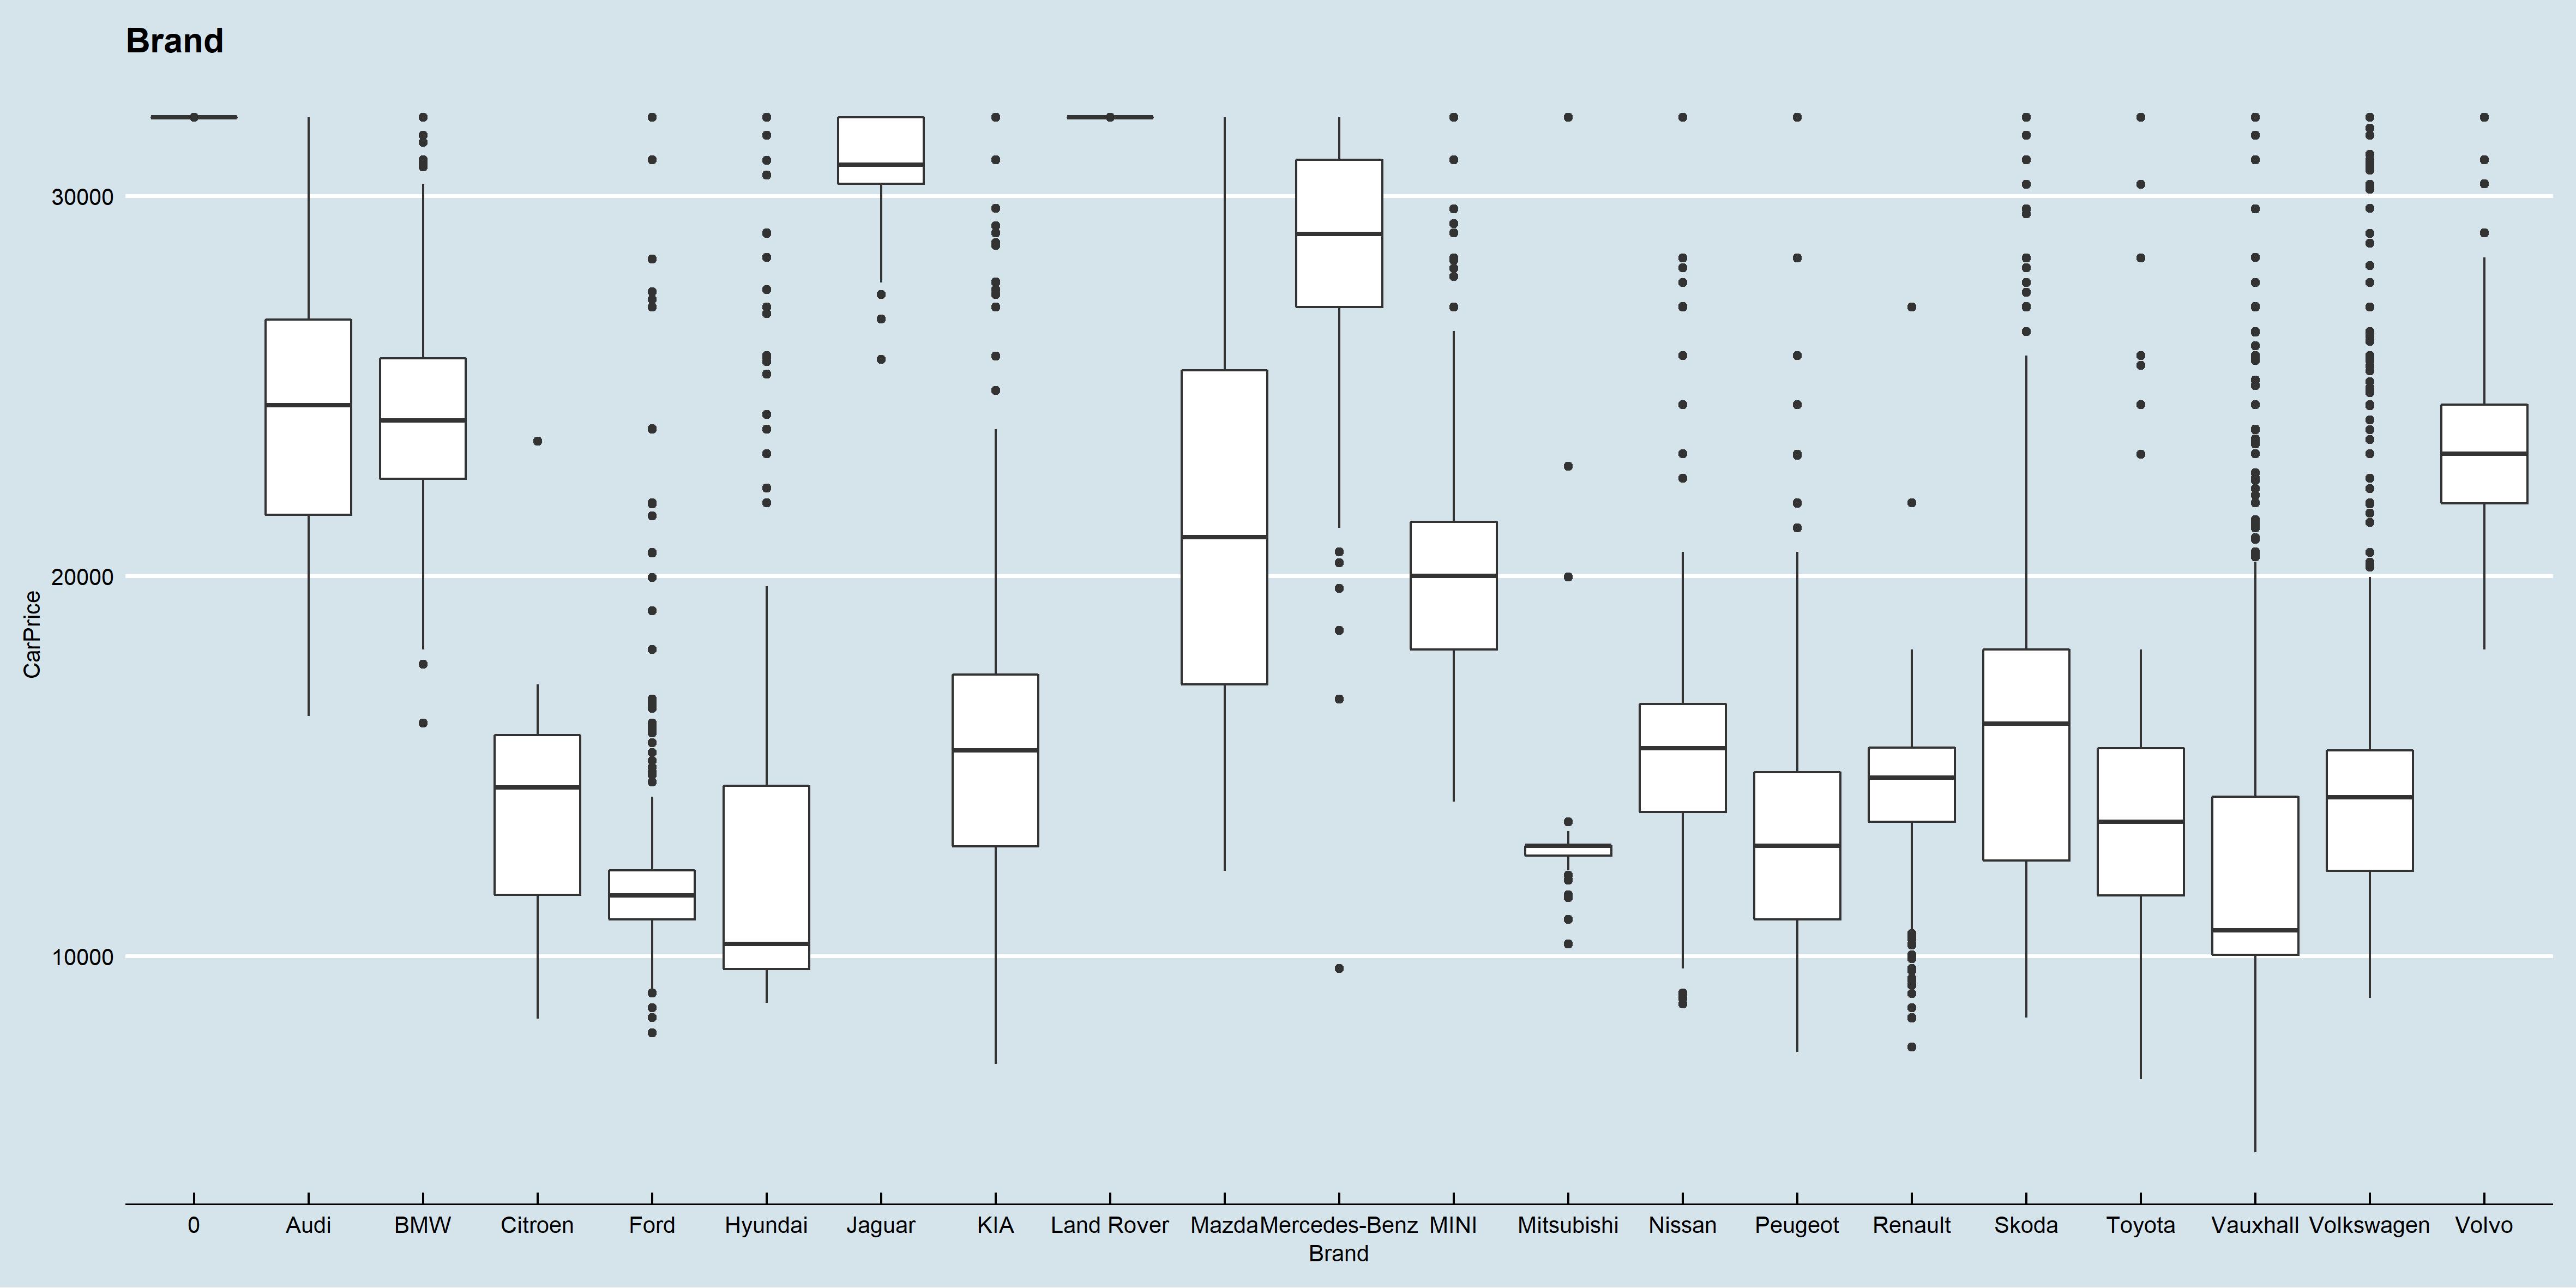 Brand
30000
20000
10000
CarPrice
0 Audi BMW Citroen Ford Hyundai Jaguar KIA Land Rover Mazda Mercedes-Benz MINI Mitsubishi Nissan Peugeot Renault Skoda Toyota Vauxhall Volkswagen Volvo
Brand